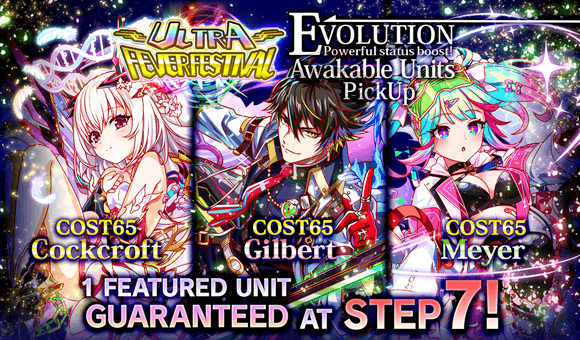 ULTRA
FEVERFESTIVAL
EVOLUTION
Powerful status boost!
Awakable Units
PickUp
COST65
Cockcroft
COST65
Gilbert
COST65
Meyer
1 FEATURED UNIT
GUARANTEED AT STEP 7!